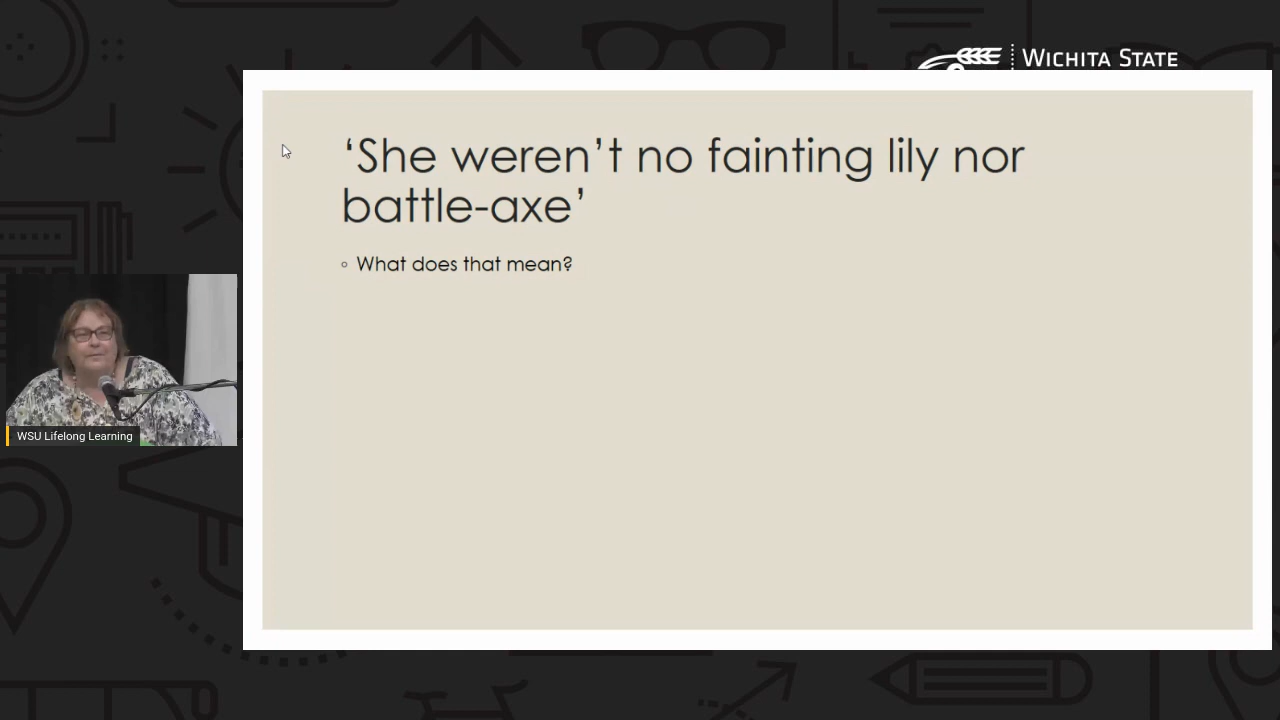 WICHITA STATE
‘She weren’t no fainting lily nor
battle-axe’
What does that mean?
WSU Lifelong Learning